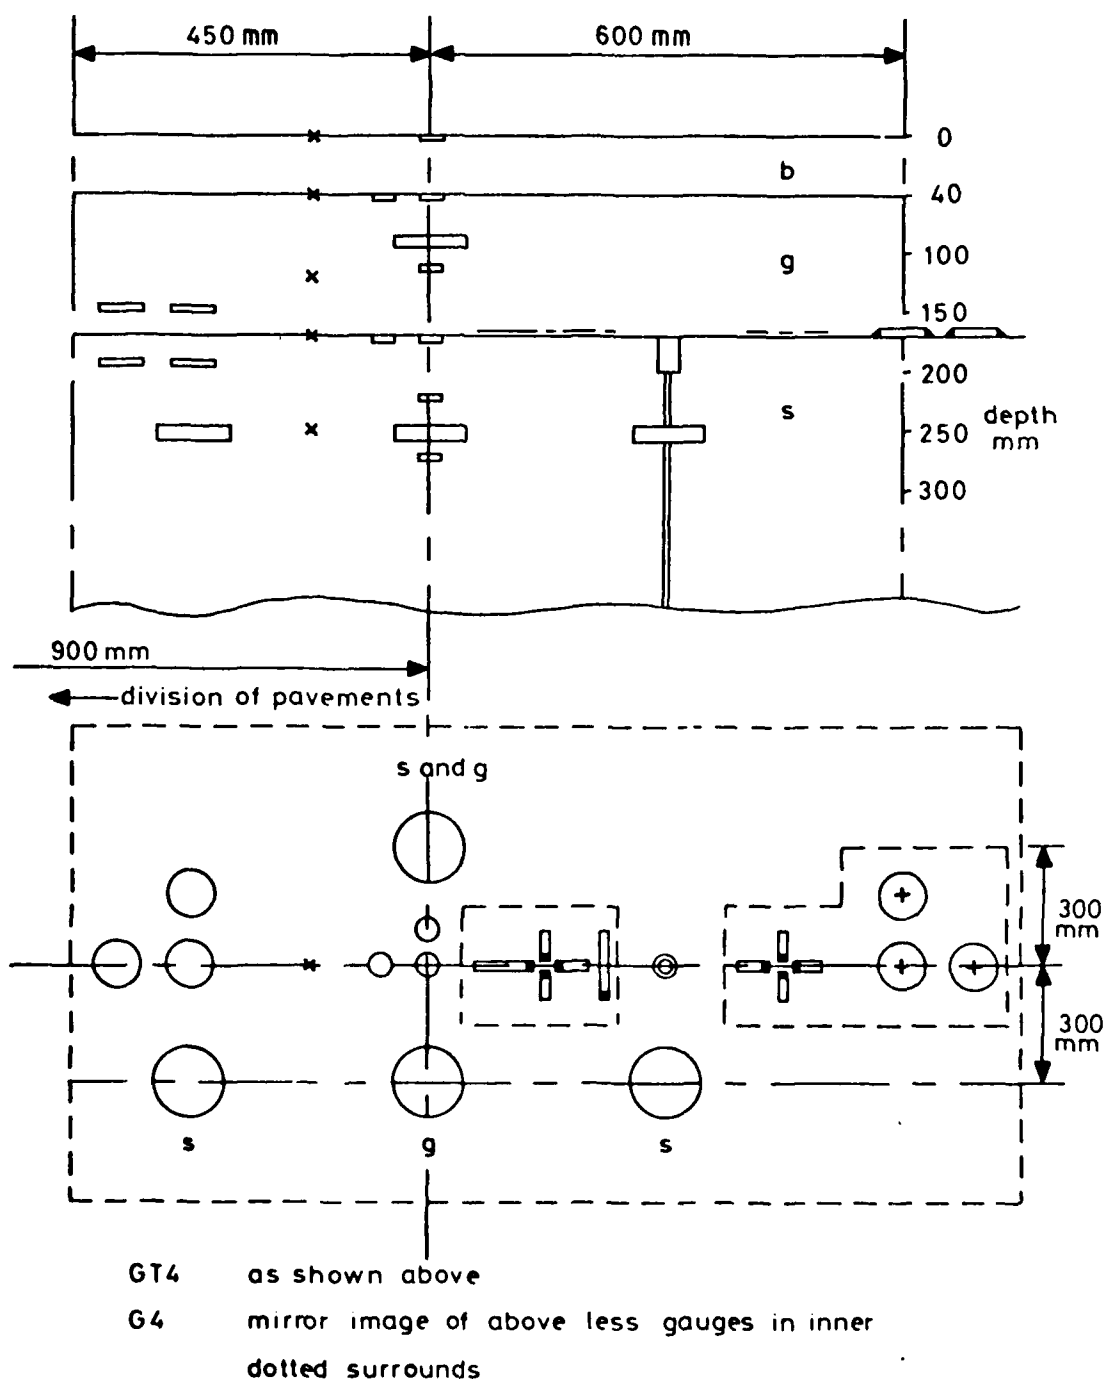 450 mm 600 mm
0
b
40
100
g
150
200
s
depth
250 mm
300
900 mm
division of pavements
s and g
300
mm
300
mm
s g s
GT4 as shown above
G4 mirror image of above less gauges in inner
dotted surrounds